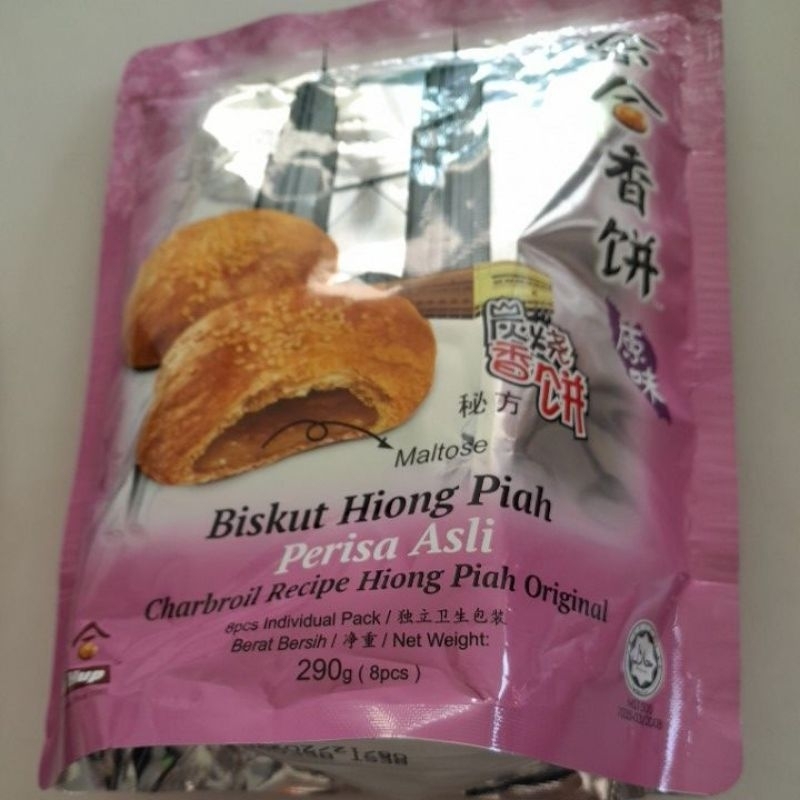 余合香饼
原味
炭烧
香饼
秘方
Maltose
Biskut Hiong Piah
Perisa Asli
Charbroil Recipe Hiong Piah Original
8pcs Individual Pack / 独立卫生包装
Berat Bersih / 净重 / Net Weight:
290g ( 8pcs )